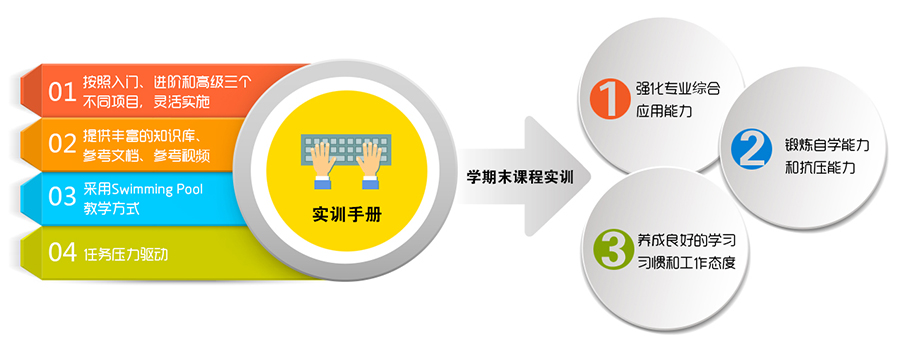 01 按照入门、进阶和高级三个
不同项目，灵活实施
02 提供丰富的知识库、
参考文档、参考视频
03 采用Swimming Pool
教学方式
04 任务压力驱动
实训手册
学期末课程实训
1 强化专业综合
应用能力
2 锻炼自学能力
和抗压能力
3 养成良好的学习
习惯和工作态度